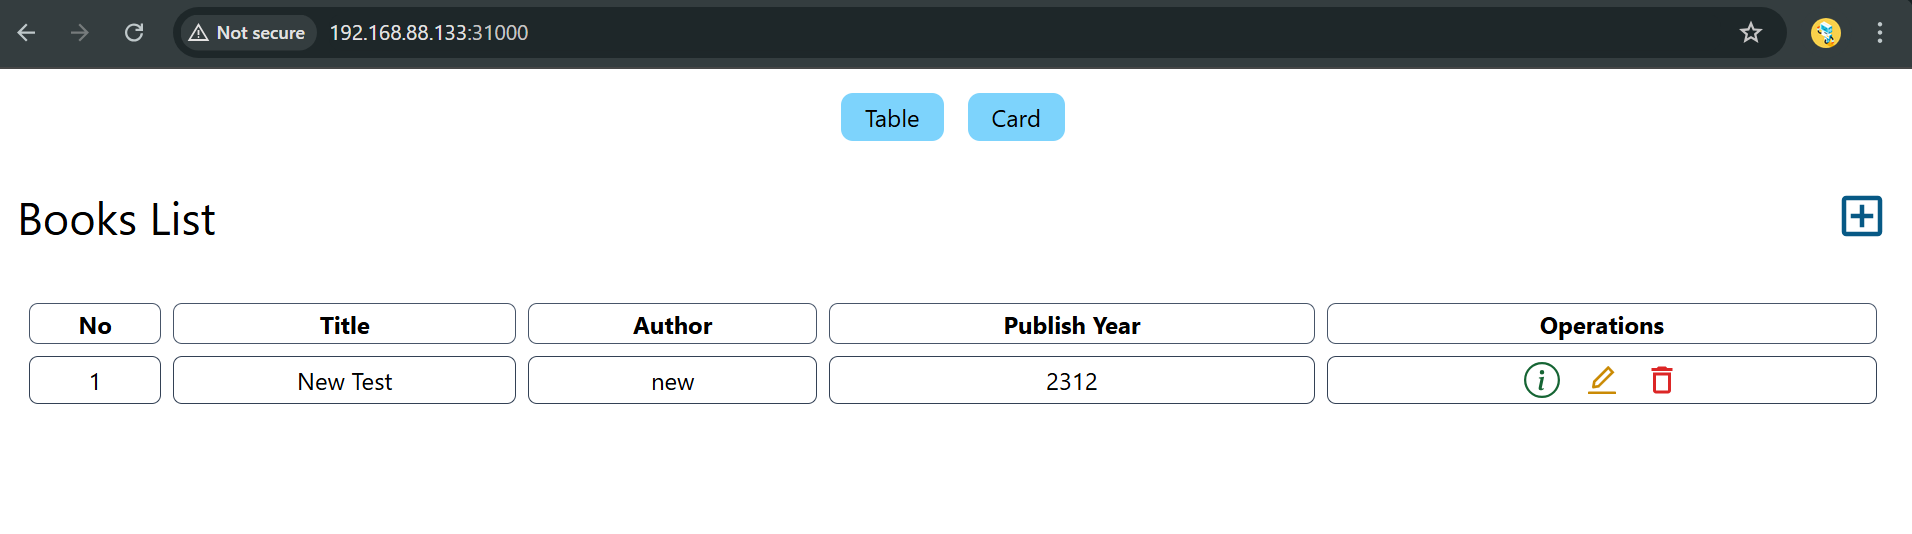 Not secure 192.168.88.133:31000
Table Card
Books List
No Title Author Publish Year Operations
1 New Test new 2312